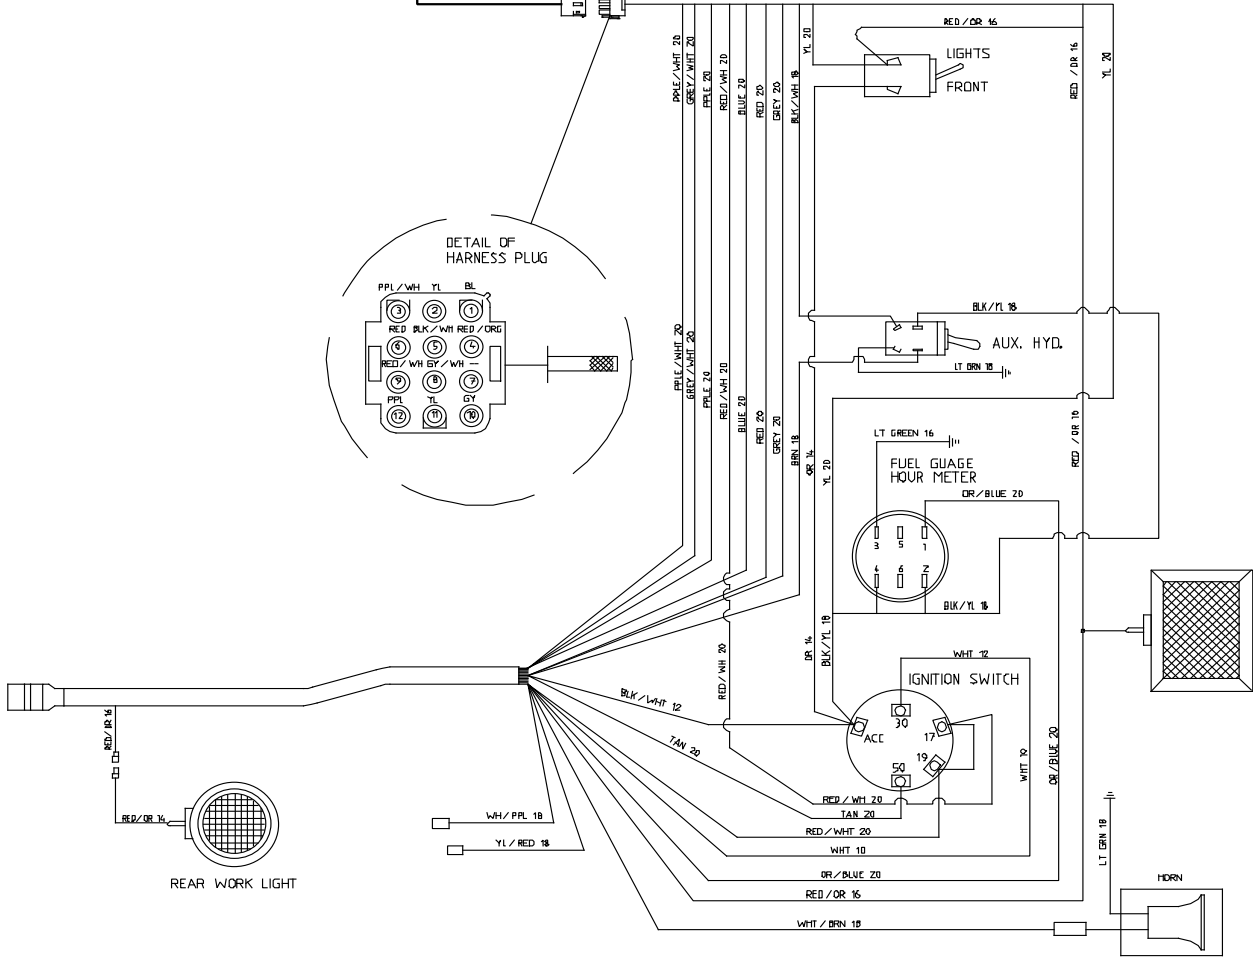 RED/OR 16
LIGHTS
FRONT
PPLE/WHT 20
GREY/WHT 20
PPLE 20
RED/WH 20
BLUE 20
RED 20
GREY 20
BLK/WH 18
YL 20
RED / OR 16
YL 20
DETAIL OF
HARNESS PLUG
PPL/WH YL BL
3 2 1
RED BLK/WH RED/ORG
6 5 4
RED/WH GY/WH --
9 8 7
PPL YL GY
12 11 10
BLK/YL 18
AUX. HYD.
LT GRN 18
PPLE/WHT 20
GREY/WHT 20
PPLE 20
RED/WH 20
BLUE 20
RED 20
GREY 20
BRN 18
OR 14
YL 20
RED / OR 16
LT GREEN 16
FUEL GUAGE
HOUR METER
OR/BLUE 20
3 5 1
4 6 2
BLK/YL 18
RED/WH 20
OR 14
BLK/YL 18
WHT 12
IGNITION SWITCH
30
ACC
17
19
50
BLK/WHT 12
TAN 20
WHT 10
OR/BLUE 20
RED/OR 16
RED/OR 14
REAR WORK LIGHT
WH/PPL 18
YL/RED 18
RED/WH 20
TAN 20
RED/WHT 20
WHT 10
OR/BLUE 20
RED/OR 16
WHT/BRN 18
LT GRN 18
HORN